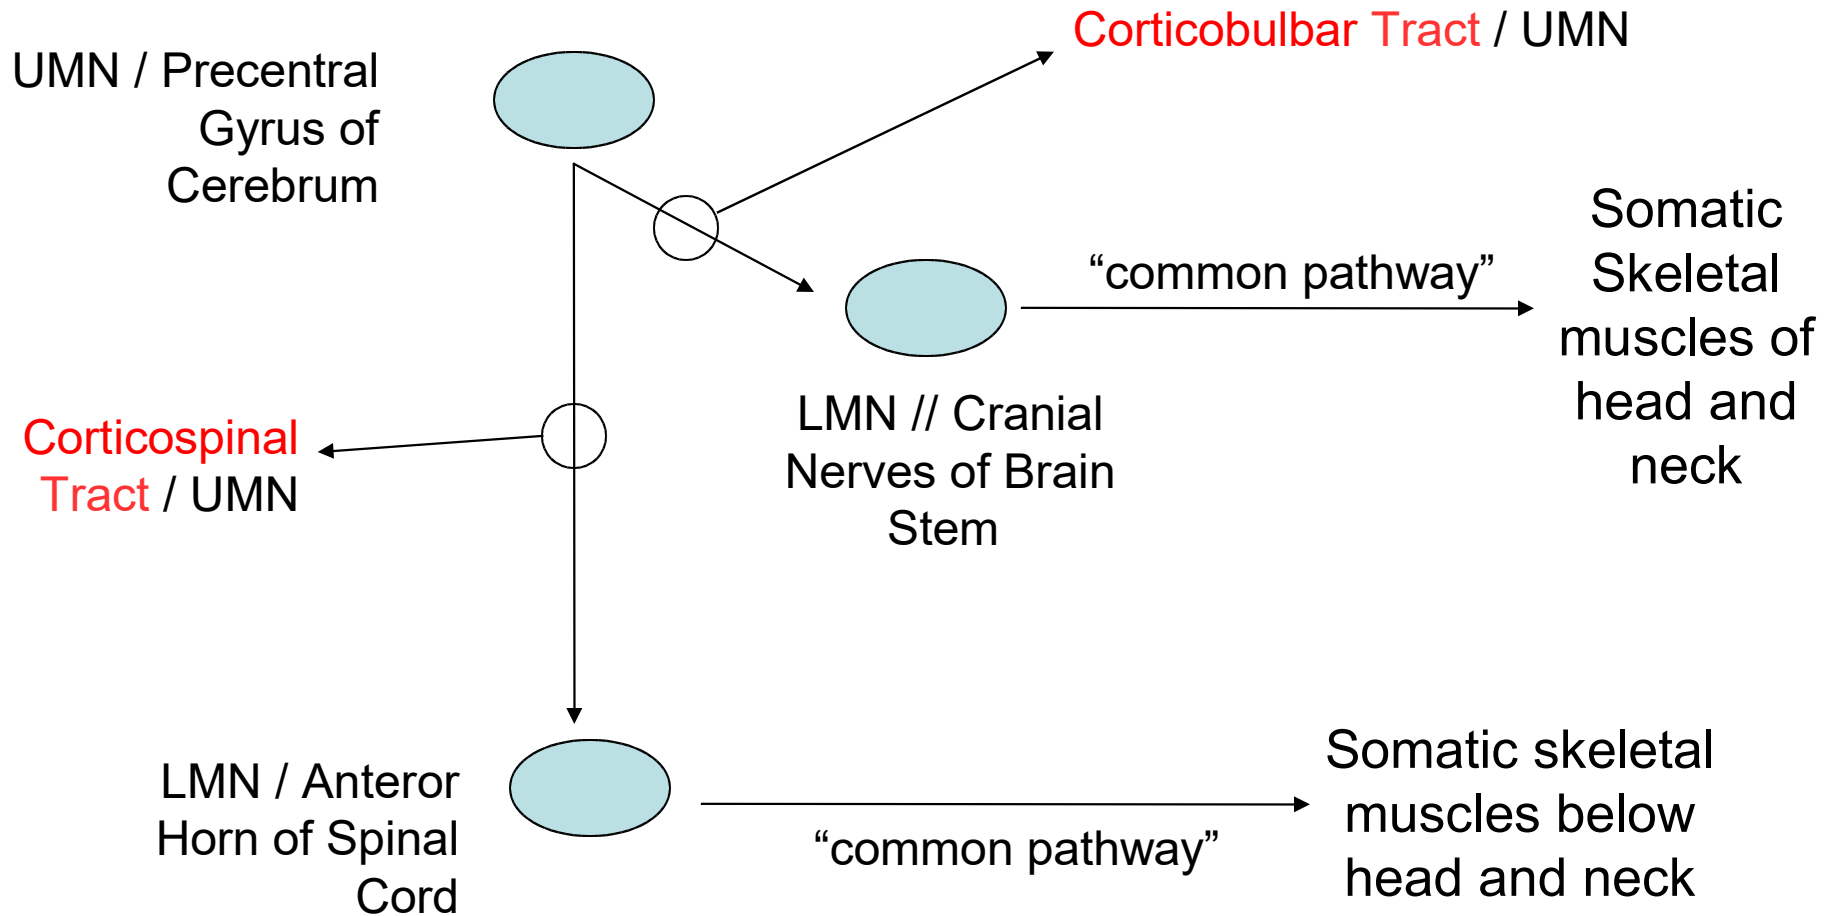 Corticobulbar Tract / UMN
UMN / Precentral
Gyrus of
Cerebrum
Somatic
Skeletal
muscles of
head and
neck
“common pathway”
LMN // Cranial
Nerves of Brain
Stem
Corticospinal
Tract / UMN
LMN / Anteror
Horn of Spinal
Cord
“common pathway”
Somatic skeletal
muscles below
head and neck